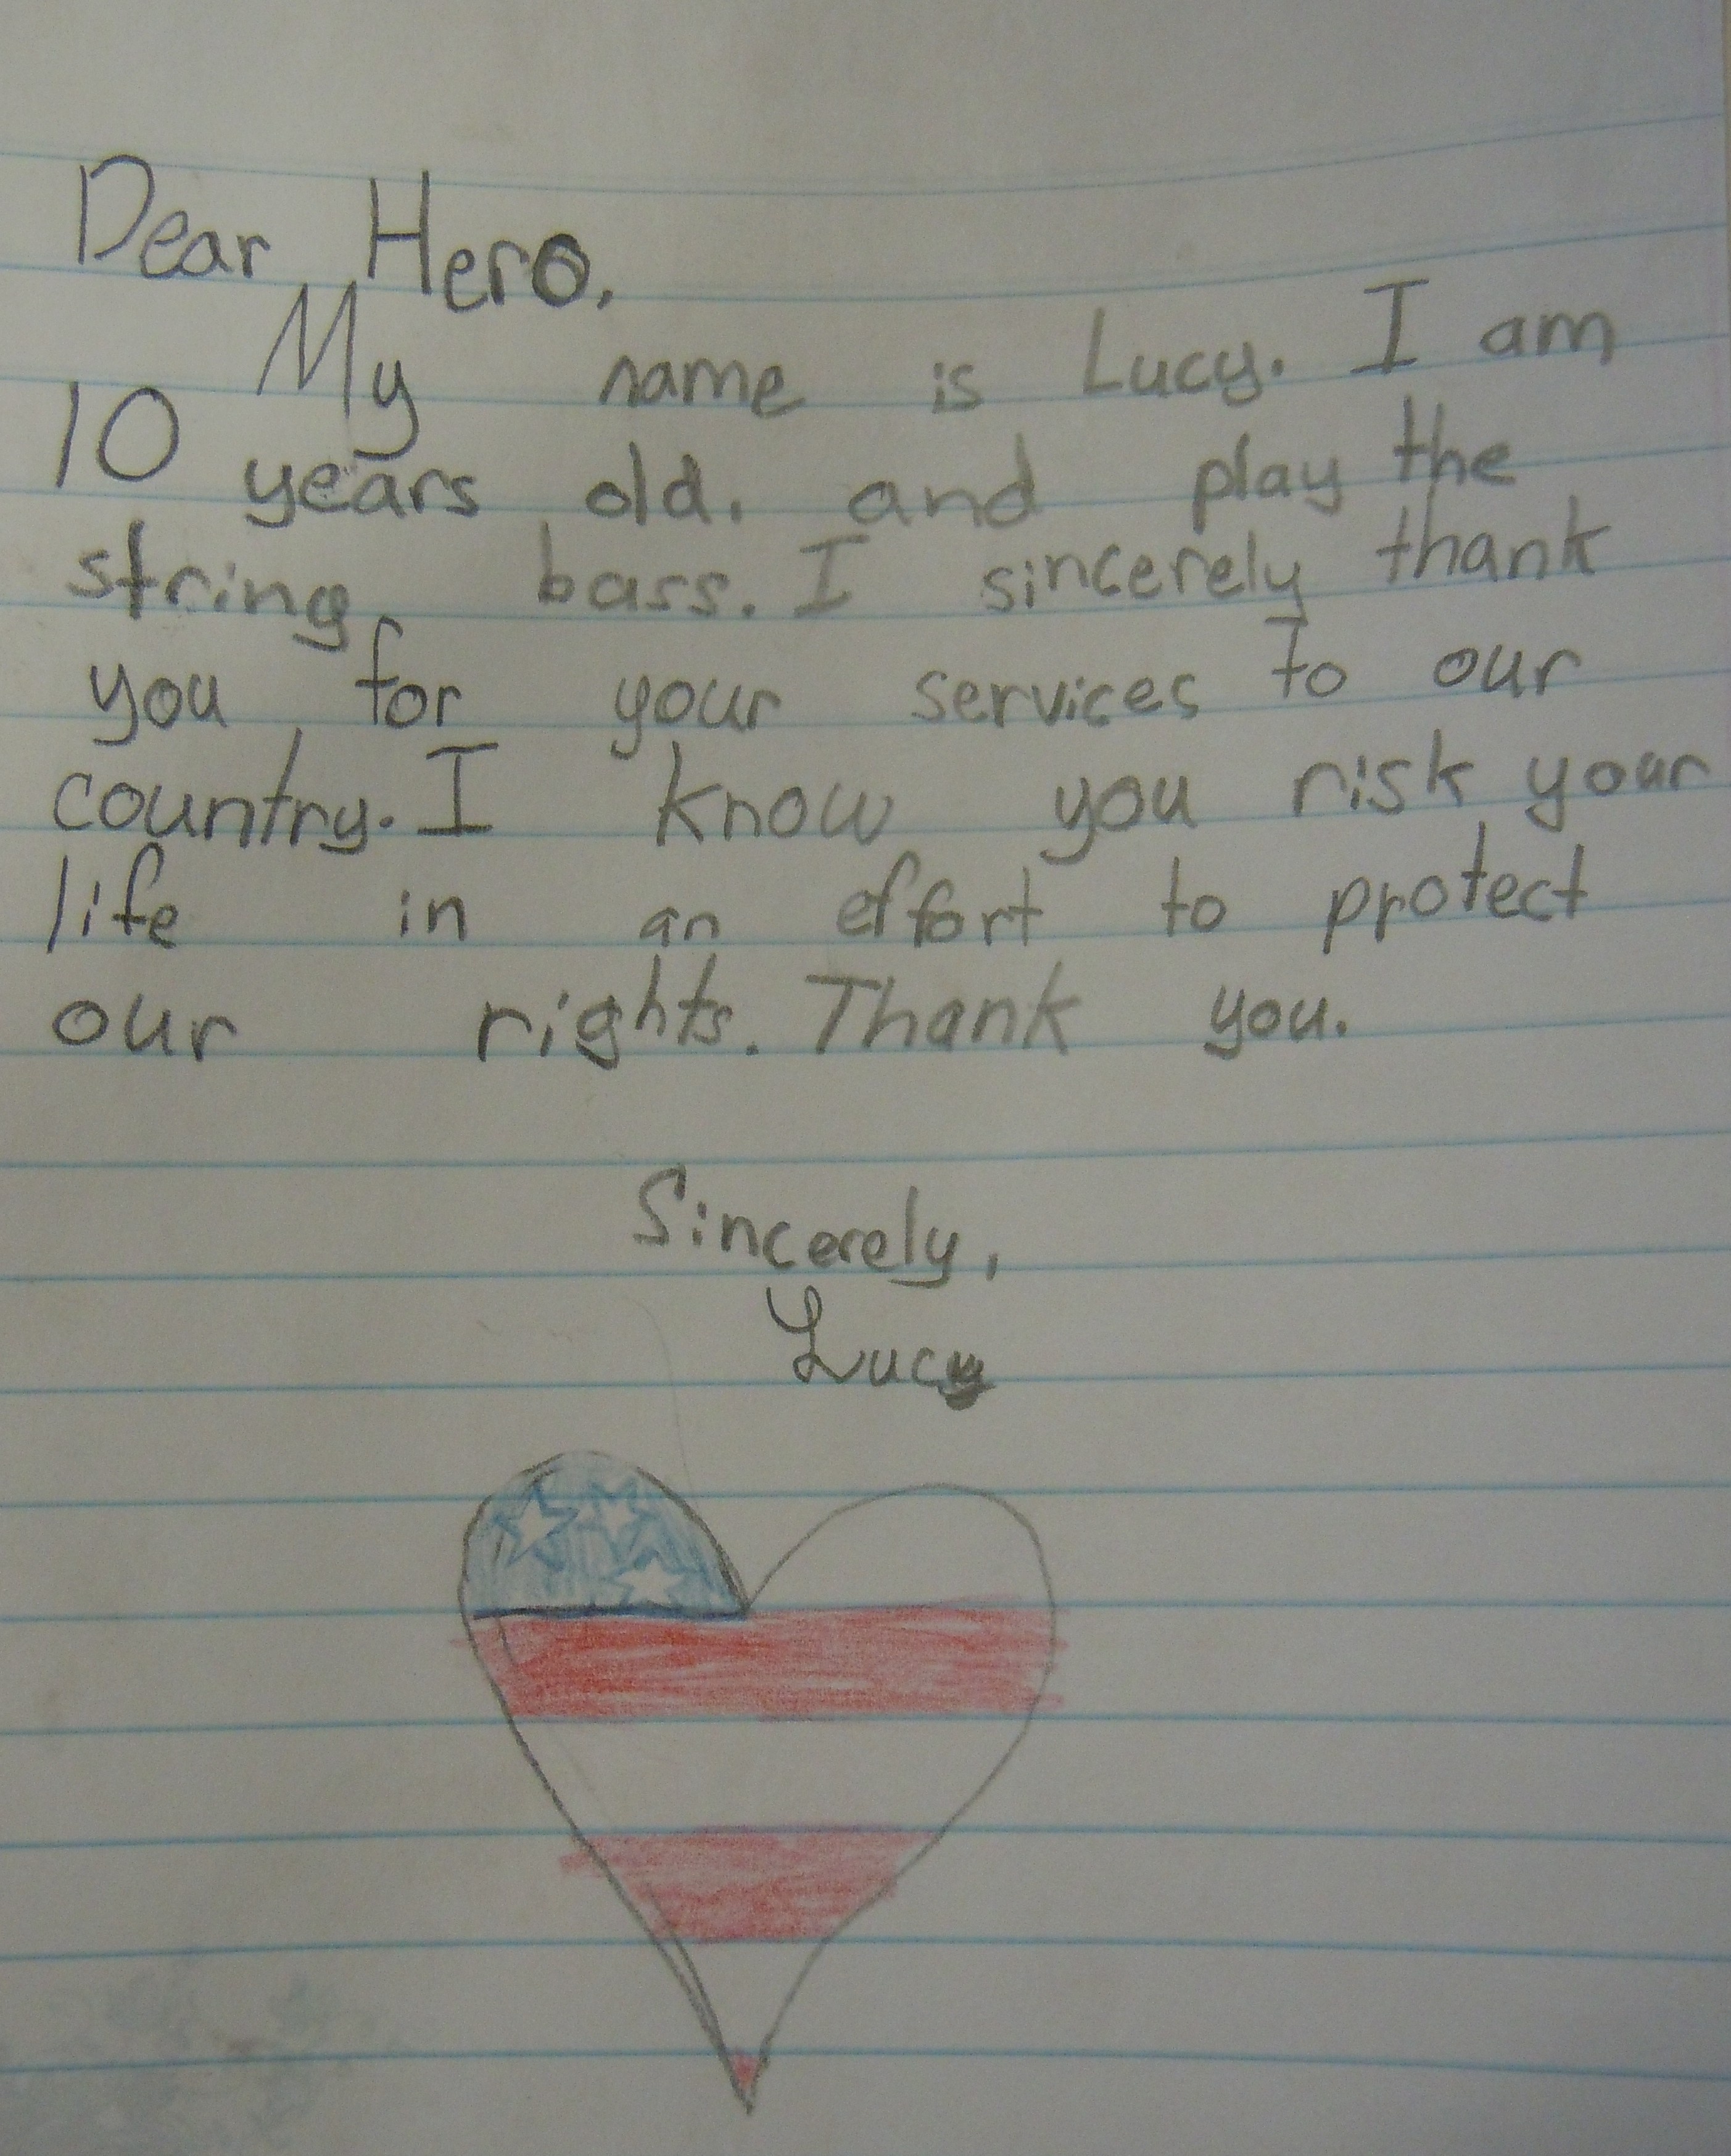 Dear Hero,
My name is Lucy. I am
10 years old. and play the
string bass. I sincerely thank
you for your services to our
country. I know you risk your
life in an effort to protect
our rights. Thank you.
Sincerely,
Lucy